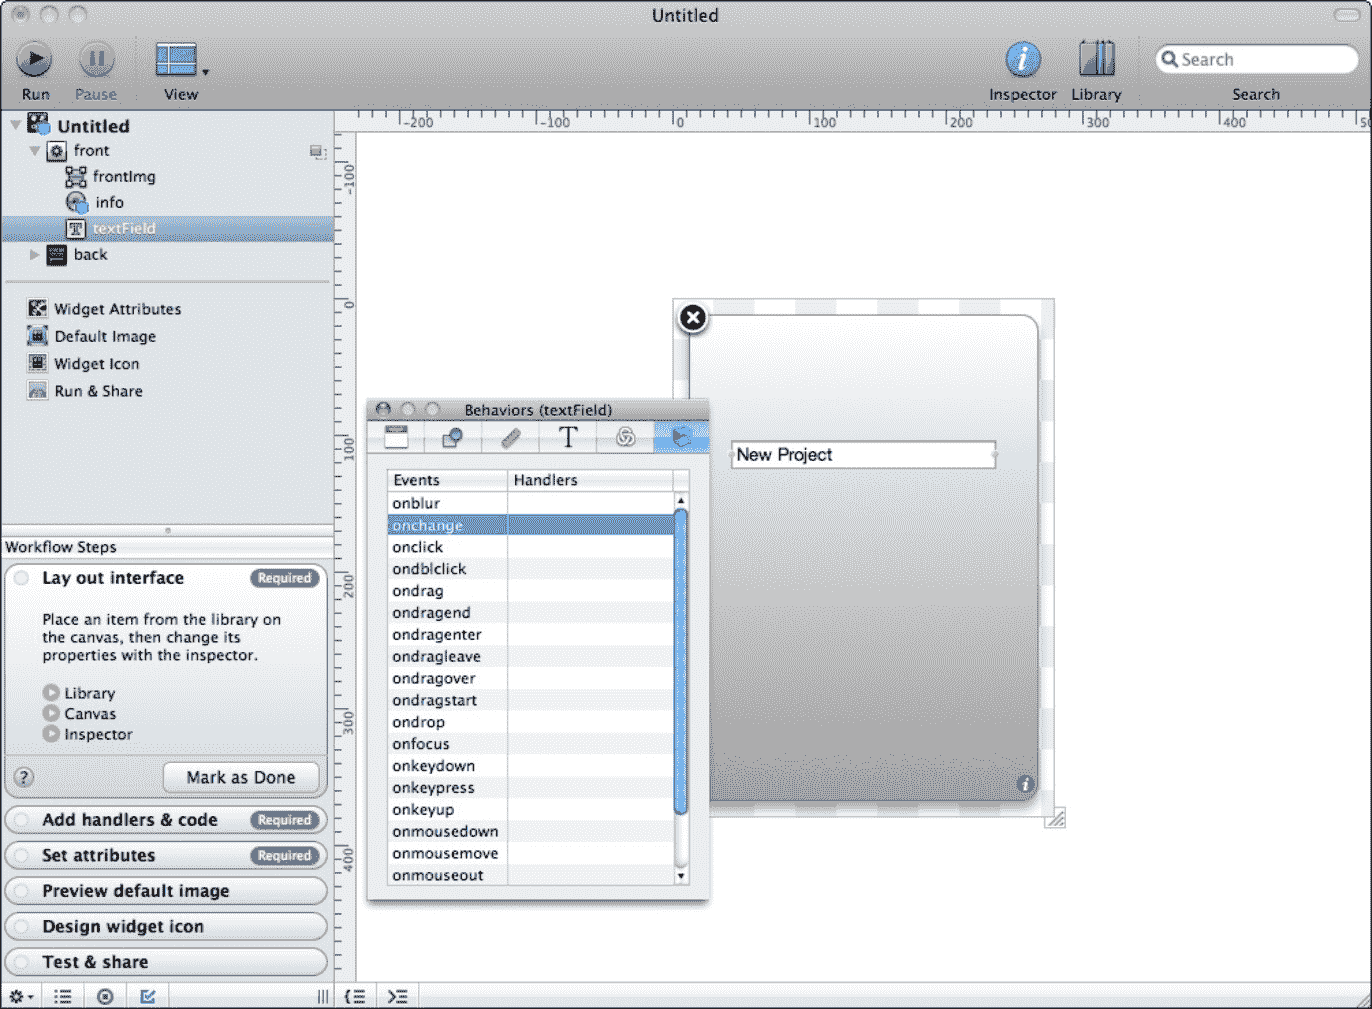 Untitled
Run
Pause
View
Inspector
Library
Search
Search
-200
-100
0
100
200
300
400
50
Untitled
front
frontImg
info
textField
back
Widget Attributes
Default Image
Widget Icon
Run & Share
-100
0
100
200
300
400
Workflow Steps
Lay out interface
Required
Place an item from the library on
the canvas, then change its
properties with the inspector.
Library
Canvas
Inspector
?
Mark as Done
Add handlers & code
Required
Set attributes
Required
Preview default image
Design widget icon
Test & share
Behaviors (textField)
T
Events
Handlers
onblur
onchange
onclick
ondblclick
ondrag
ondragend
ondragenter
ondragleave
ondragover
ondragstart
ondrop
onfocus
onkeydown
onkeypress
onkeyup
onmousedown
onmousemove
onmouseout
New Project
i